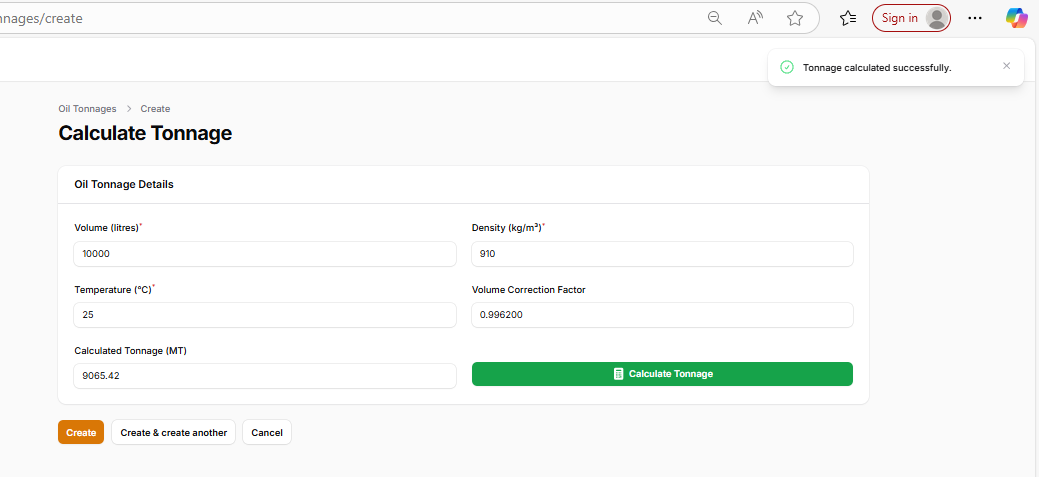 nnages/create
Sign in
Tonnage calculated successfully.
Oil Tonnages > Create
Calculate Tonnage
Oil Tonnage Details
Volume (litres)*
Density (kg/m³)*
10000
910
Temperature (°C)*
Volume Correction Factor
25
0.996200
Calculated Tonnage (MT)
9065.42
Calculate Tonnage
Create
Create & create another
Cancel